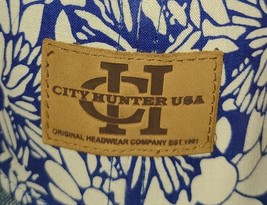 CH
CITY HUNTER USA
ORIGINAL HEADWEAR COMPANY EST 1991